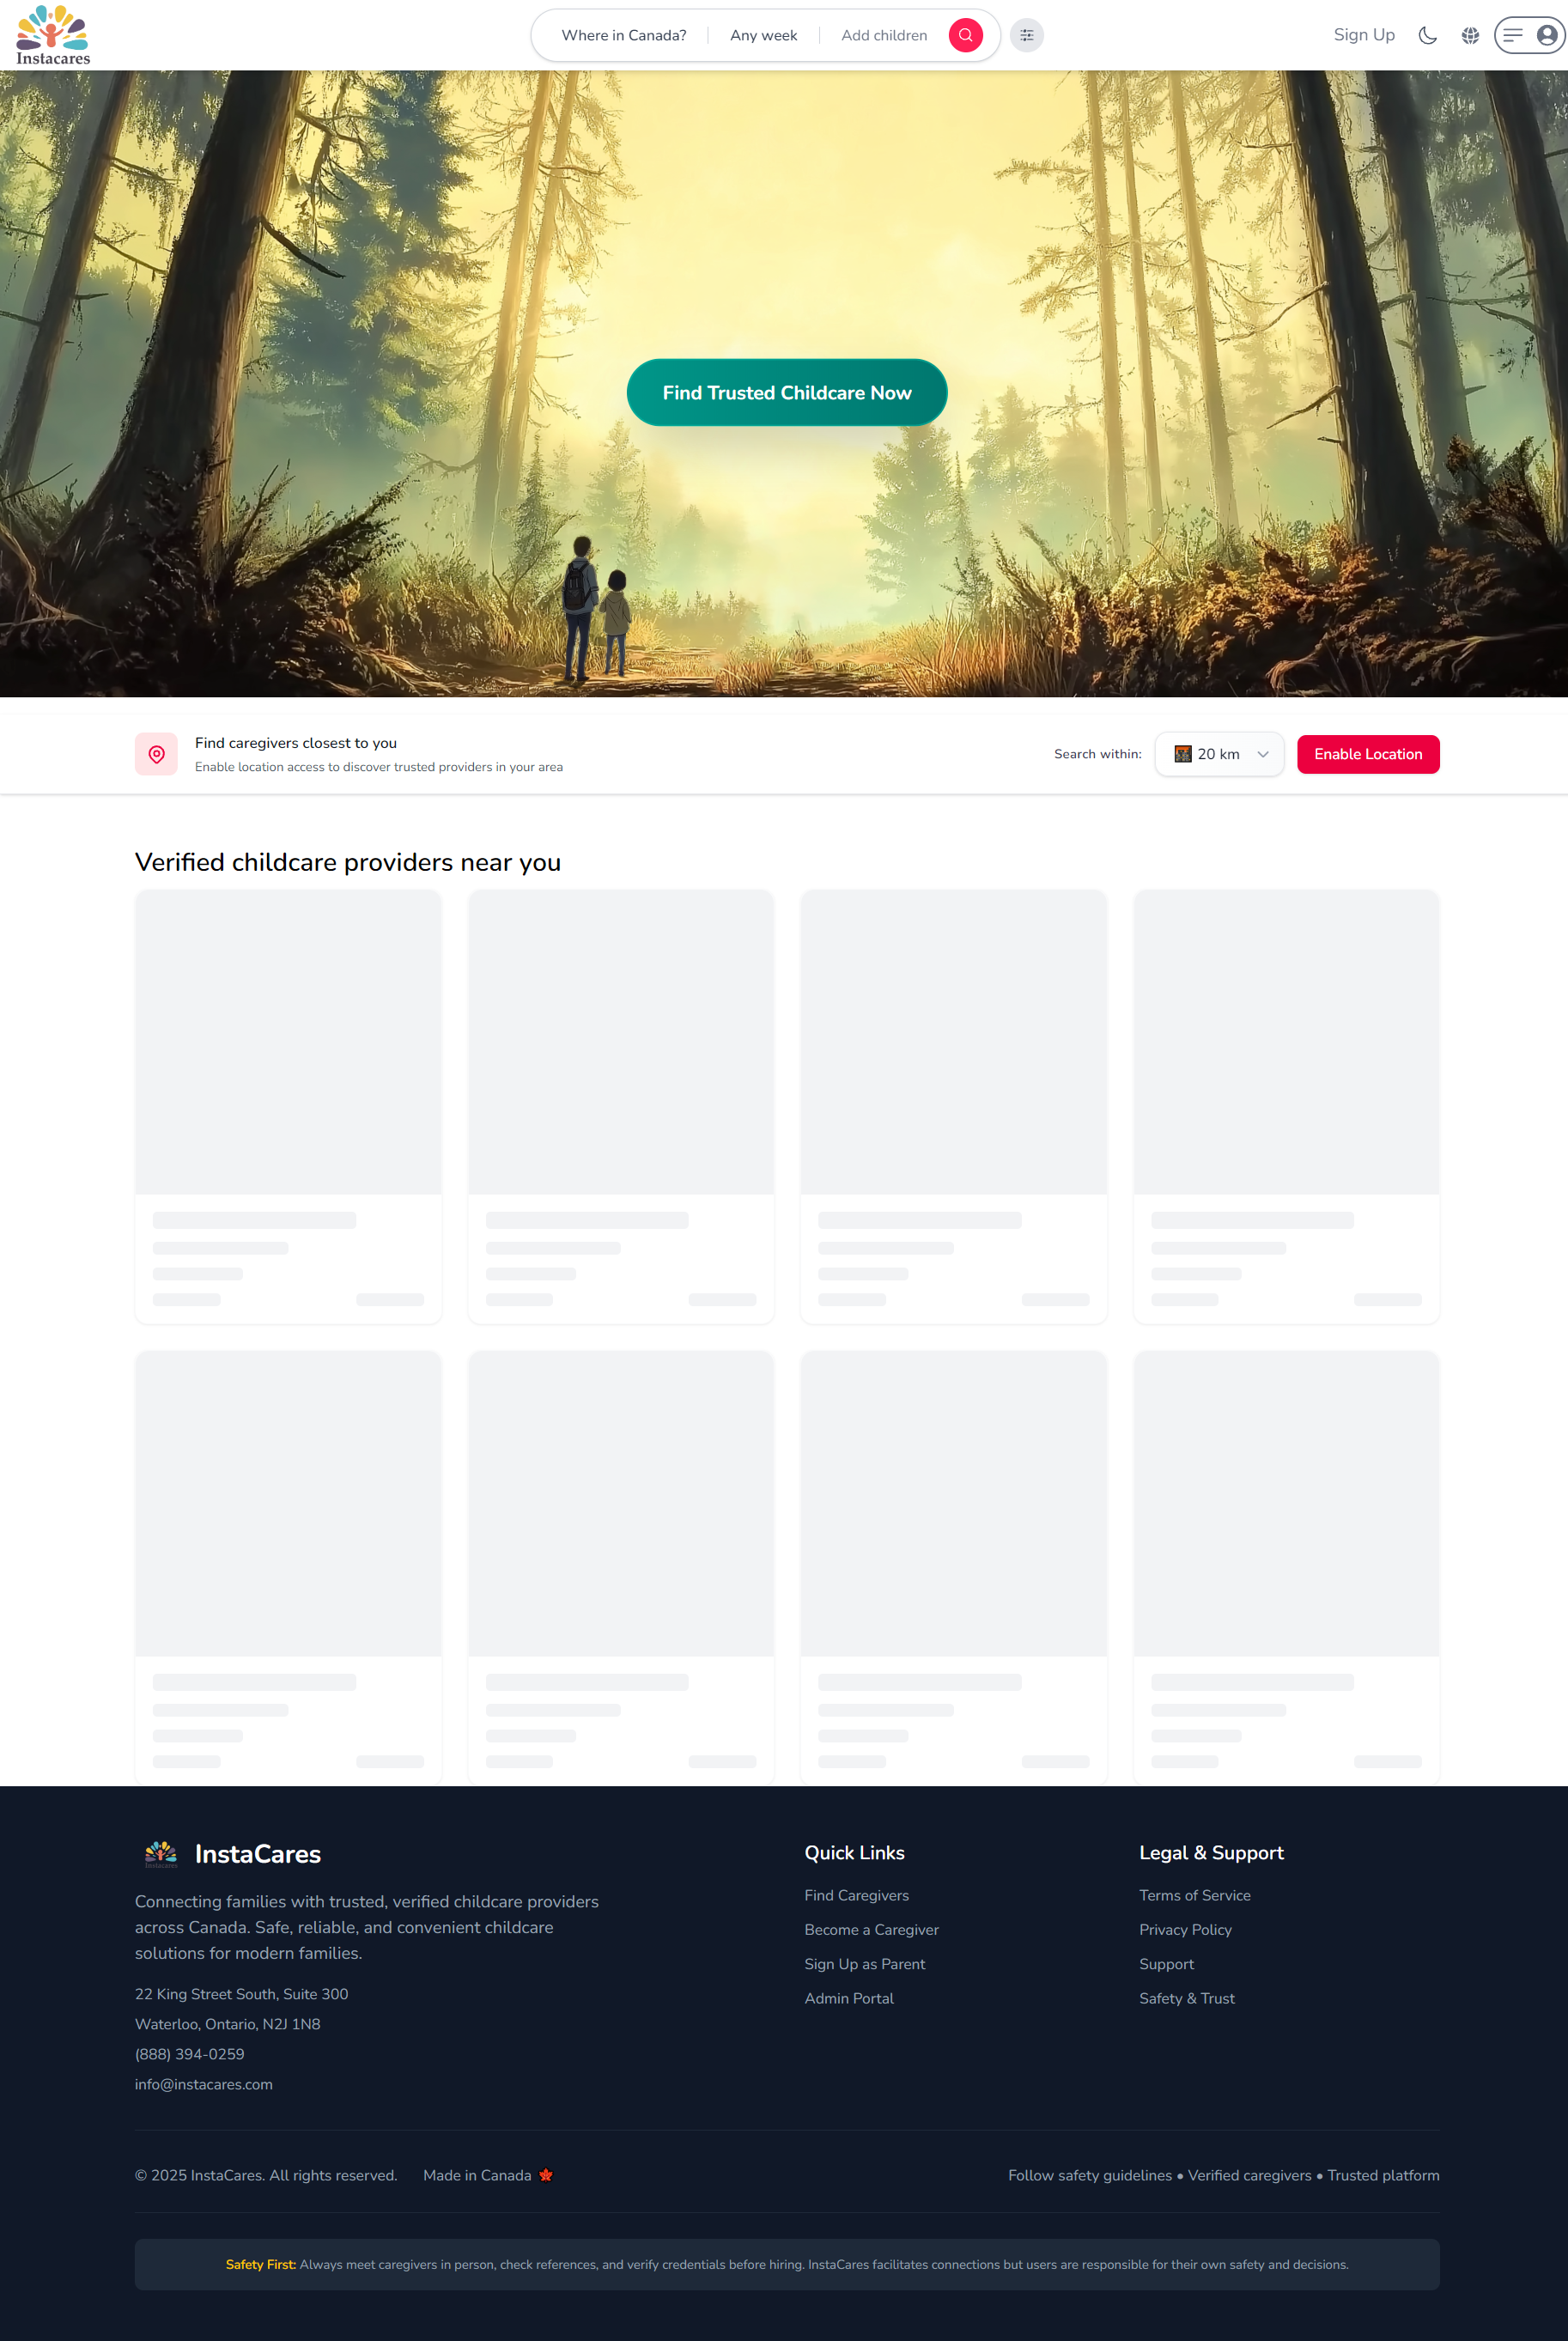 Instacares
Where in Canada?
Any week
Add children
Sign Up
Find Trusted Childcare Now
Find caregivers closest to you
Enable location access to discover trusted providers in your area
Search within:
20 km
Enable Location
Verified childcare providers near you
Instacares
InstaCares
Connecting families with trusted, verified childcare providers
across Canada. Safe, reliable, and convenient childcare
solutions for modern families.
22 King Street South, Suite 300
Waterloo, Ontario, N2J 1N8
(888) 394-0259
info@instacares.com
Quick Links
Find Caregivers
Become a Caregiver
Sign Up as Parent
Admin Portal
Legal & Support
Terms of Service
Privacy Policy
Support
Safety & Trust
© 2025 InstaCares. All rights reserved.
Made in Canada 🍁
Follow safety guidelines • Verified caregivers • Trusted platform
Safety First: Always meet caregivers in person, check references, and verify credentials before hiring. InstaCares facilitates connections but users are responsible for their own safety and decisions.